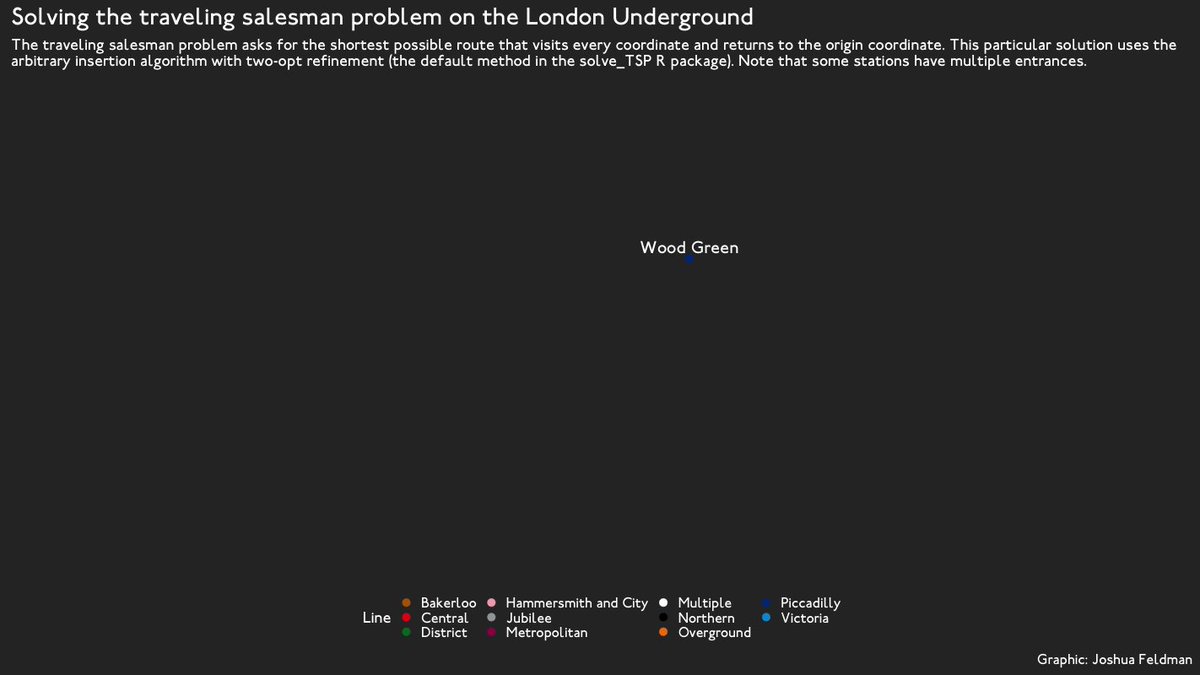 Solving the traveling salesman problem on the London Underground
The traveling salesman problem asks for the shortest possible route that visits every coordinate and returns to the origin coordinate. This particular solution uses the
arbitrary insertion algorithm with two-opt refinement (the default method in the solve_TSP R package). Note that some stations have multiple entrances.
Wood Green
Bakerloo Hammersmith and City Multiple Piccadilly
Line Central Jubilee Northern Victoria
District Metropolitan Overground
Graphic: Joshua Feldman